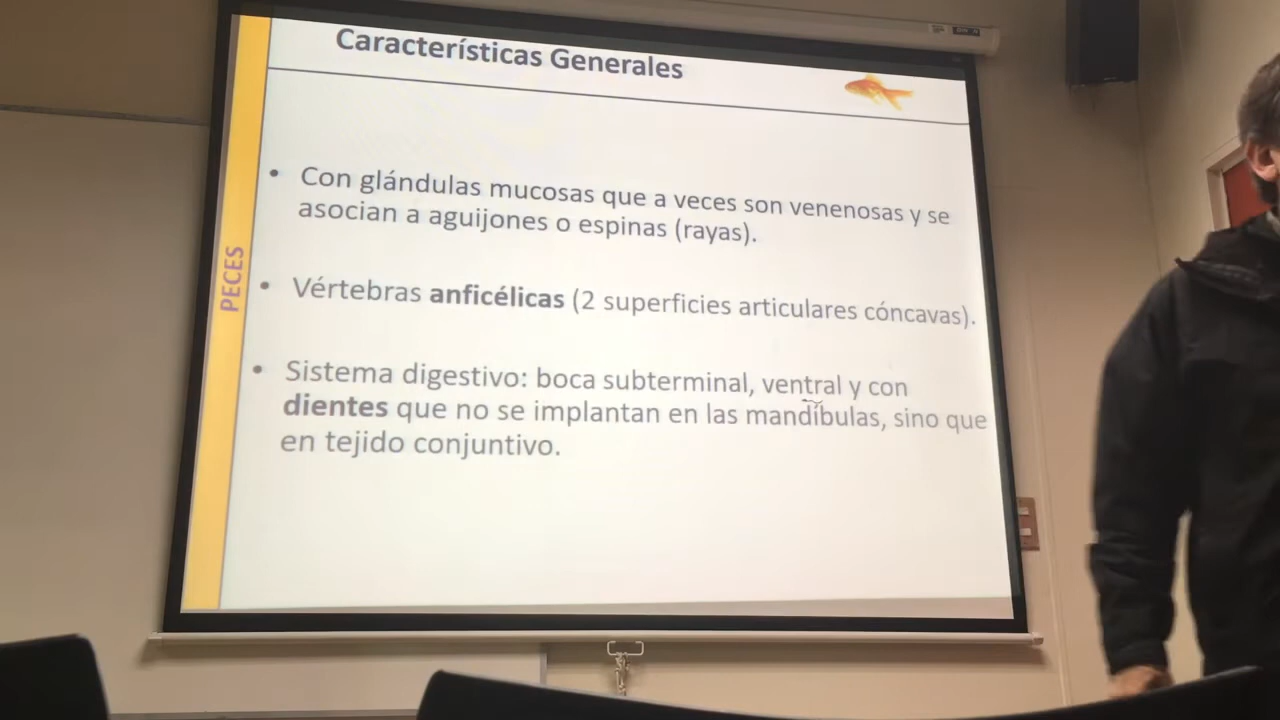 Características Generales
PECES
• Con glándulas mucosas que a veces son venenosas y se
asocian a aguijones o espinas (rayas).
• Vértebras anficélicas (2 superficies articulares cóncavas).
• Sistema digestivo: boca subterminal, ventral y con
dientes que no se implantan en las mandíbulas, sino que
en tejido conjuntivo.